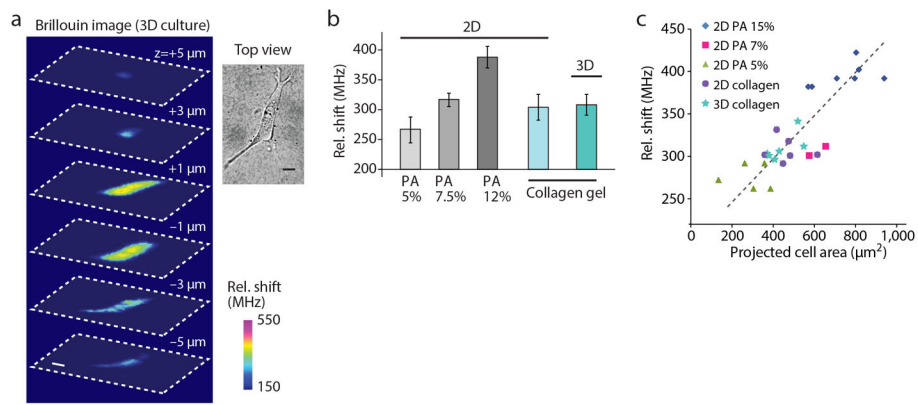 a
Brillouin image (3D culture)
z=+5 µm
+3 µm
+1 µm
−1 µm
−3 µm
−5 µm
Top view
Rel. shift
(MHz)
550
150
b
2D
3D
Rel. shift (MHz)
400
350
300
250
200
PA
5%
PA
7.5%
PA
12%
Collagen gel
c
2D PA 15%
2D PA 7%
2D PA 5%
2D collagen
3D collagen
Rel. shift (MHz)
450
400
350
300
250
0
200
400
600
800
1,000
Projected cell area (µm²)